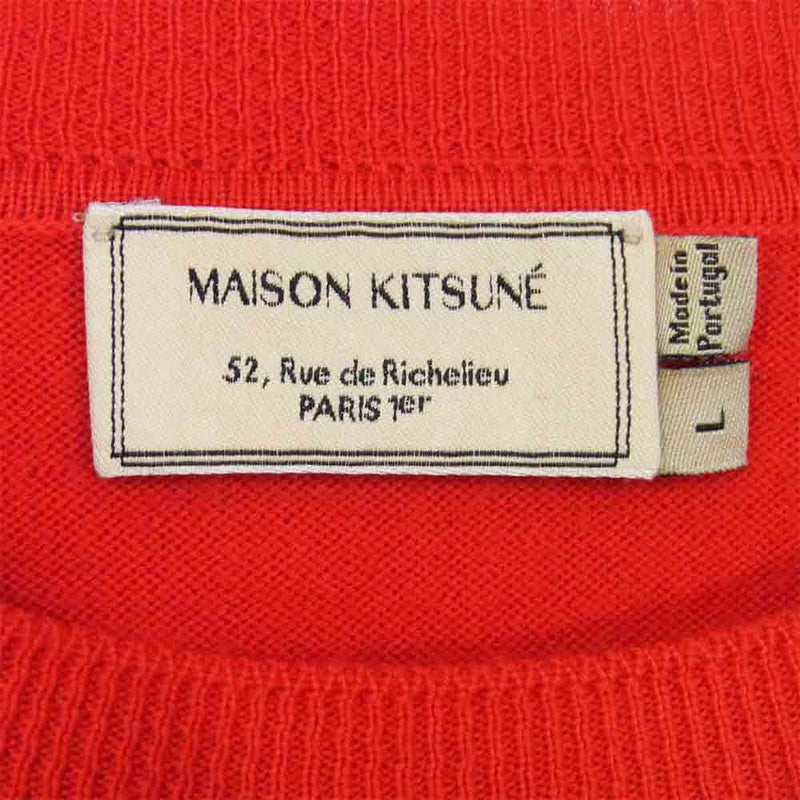 MAISON KITSUNÉ
52, Rue de Richelieu
PARIS 1er
Made in
Portugal
L